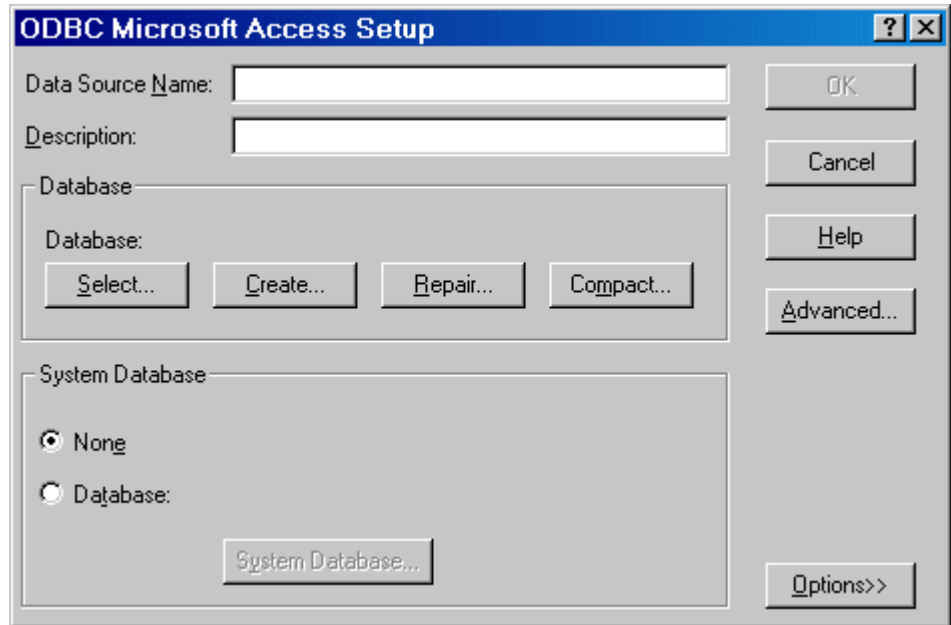 ODBC Microsoft Access Setup
Data Source Name:
OK
Description:
Cancel
Database
Database:
Help
Select... Create... Repair... Compact...
Advanced...
System Database
None
Database:
System Database...
Options>>